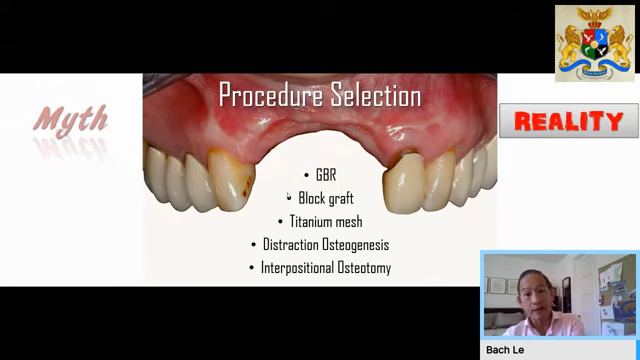 Procedure Selection
Myth
REALITY
• GBR
• Block graft
• Titanium mesh
• Distraction Osteogenesis
• Interpositional Osteotomy
Bach Le